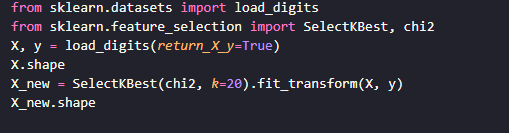 from sklearn.datasets import load_digits
from sklearn.feature_selection import SelectKBest, chi2
X, y = load_digits(return_X_y=True)
X.shape
X_new = SelectKBest(chi2, k=20).fit_transform(X, y)
X_new.shape